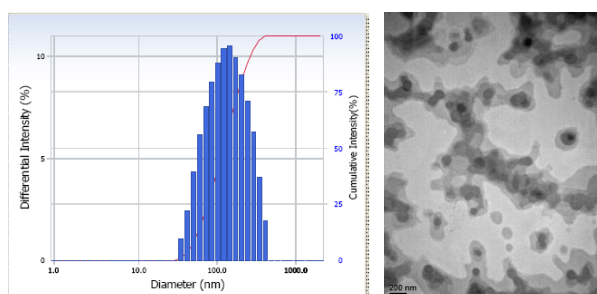 Differential Intensity (%)
10
5
0
100
75
50
25
0
Cumulative Intensity(%)
1.0 10.0 100.0 1000.0
Diameter (nm)
200 nm